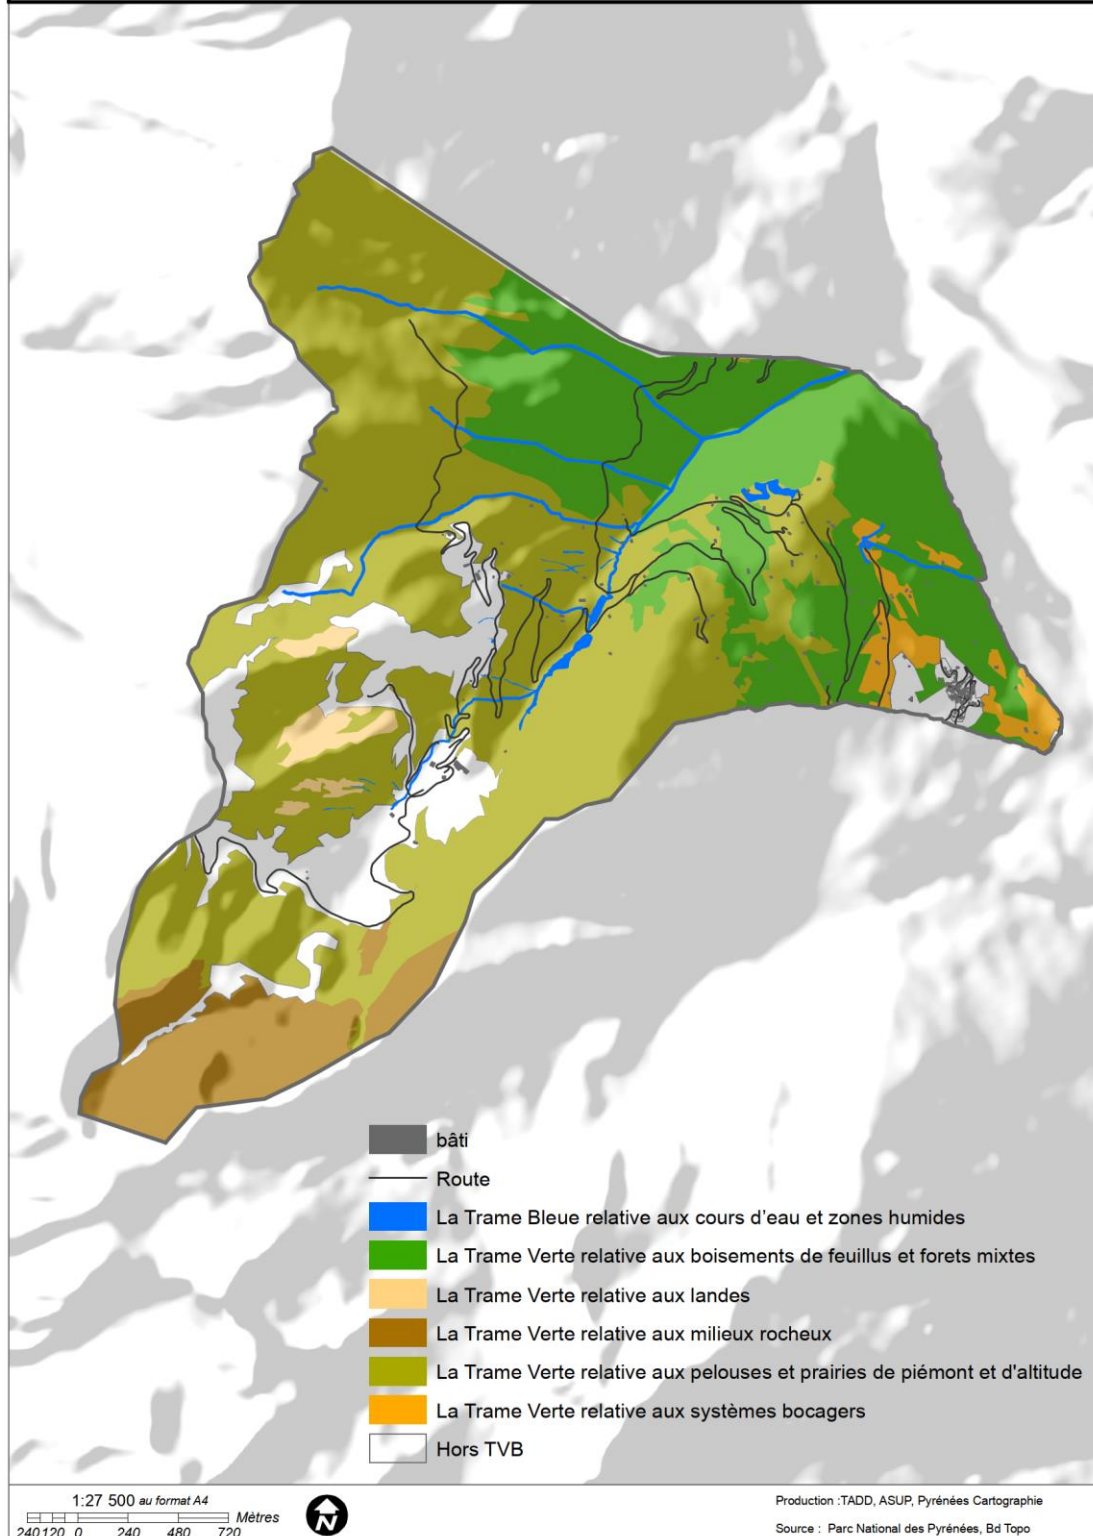 bâti
Route
La Trame Bleue relative aux cours d'eau et zones humides
La Trame Verte relative aux boisements de feuillus et forets mixtes
La Trame Verte relative aux landes
La Trame Verte relative aux milieux rocheux
La Trame Verte relative aux pelouses et prairies de piémont et d'altitude
La Trame Verte relative aux systèmes bocagers
Hors TVB
1:27 500 au format A4
Mètres
240 120 0 240 480 720
N
Production :TADD, ASUP, Pyrénées Cartographie
Source : Parc National des Pyrénées, Bd Topo